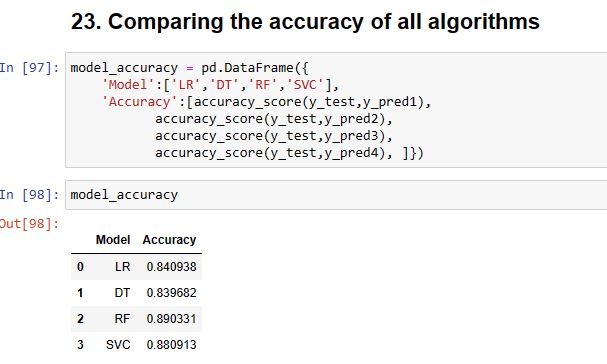 23. Comparing the accuracy of all algorithms
In [97]: model_accuracy = pd.DataFrame({
'Model':['LR','DT','RF','SVC'],
'Accuracy':[accuracy_score(y_test,y_pred1),
accuracy_score(y_test,y_pred2),
accuracy_score(y_test,y_pred3),
accuracy_score(y_test,y_pred4), ]})
In [98]: model_accuracy
Out[98]:
Model Accuracy
0 LR 0.840938
1 DT 0.839682
2 RF 0.890331
3 SVC 0.880913